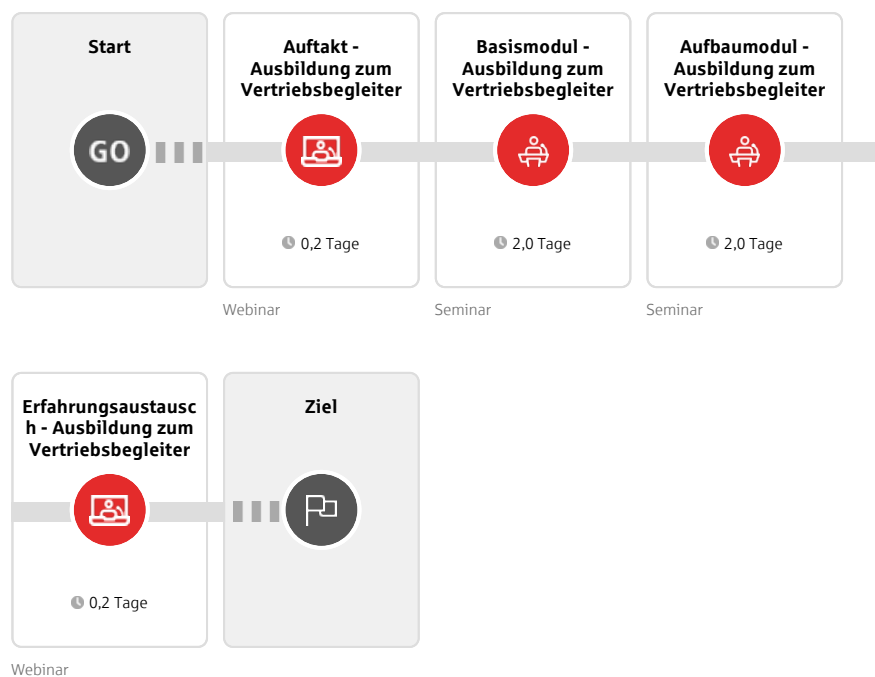 Start
Auftakt -
Ausbildung zum
Vertriebsbegleiter
Basismodul -
Ausbildung zum
Vertriebsbegleiter
Aufbaumodul -
Ausbildung zum
Vertriebsbegleiter
GO
0,2 Tage
2,0 Tage
2,0 Tage
Webinar
Seminar
Seminar
Erfahrungsaustausc
h - Ausbildung zum
Vertriebsbegleiter
Ziel
0,2 Tage
Webinar